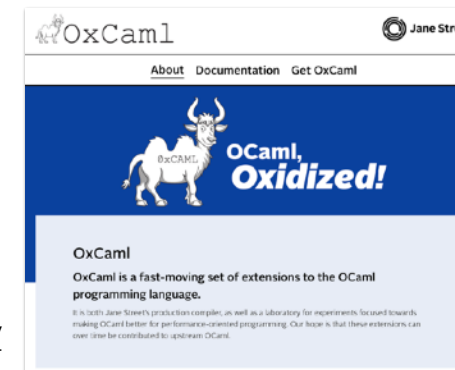 OxCaml
Jane Str
About Documentation Get OxCaml
OxCAML
OCaml,
Oxidized!
OxCaml
OxCaml is a fast-moving set of extensions to the OCaml
programming language.
It is both Jane Street's production compiler, as well as a laboratory for experiments focused towards
making OCaml better for performance-oriented programming. Our hope is that these extensions can
over time be contributed to upstream OCaml.